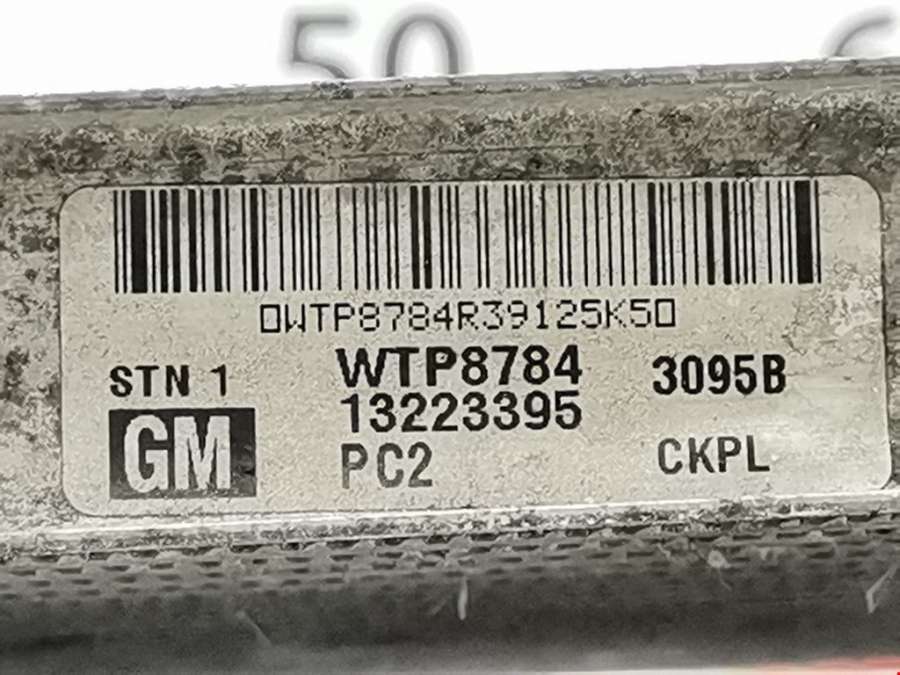 50
0WTP8784R39125K50
STN 1
WTP8784
3095B
13223395
GM
PC2
CKPL